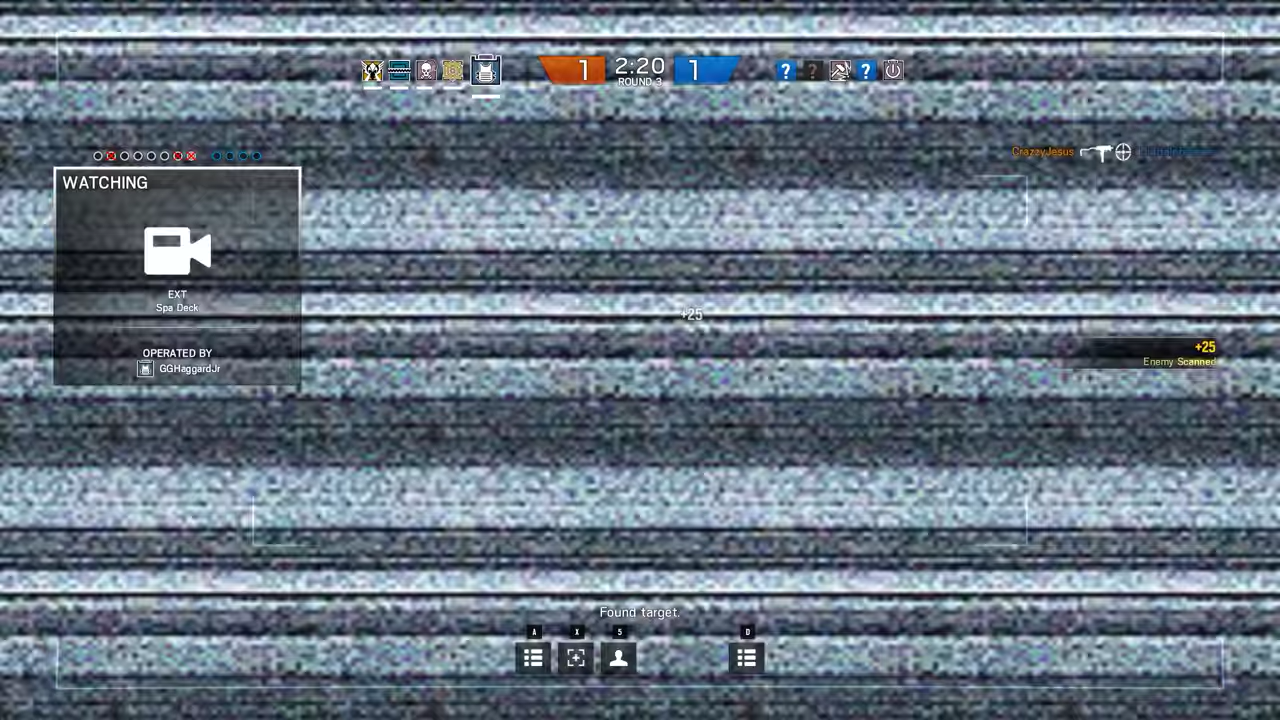 1 2:20 1
ROUND 3
? ? ?
CrazzyJesus
WATCHING
EXT
Spa Deck
OPERATED BY
GGHaggardJr
+25
+25
Enemy Scanned
Found target.
A X 5 D